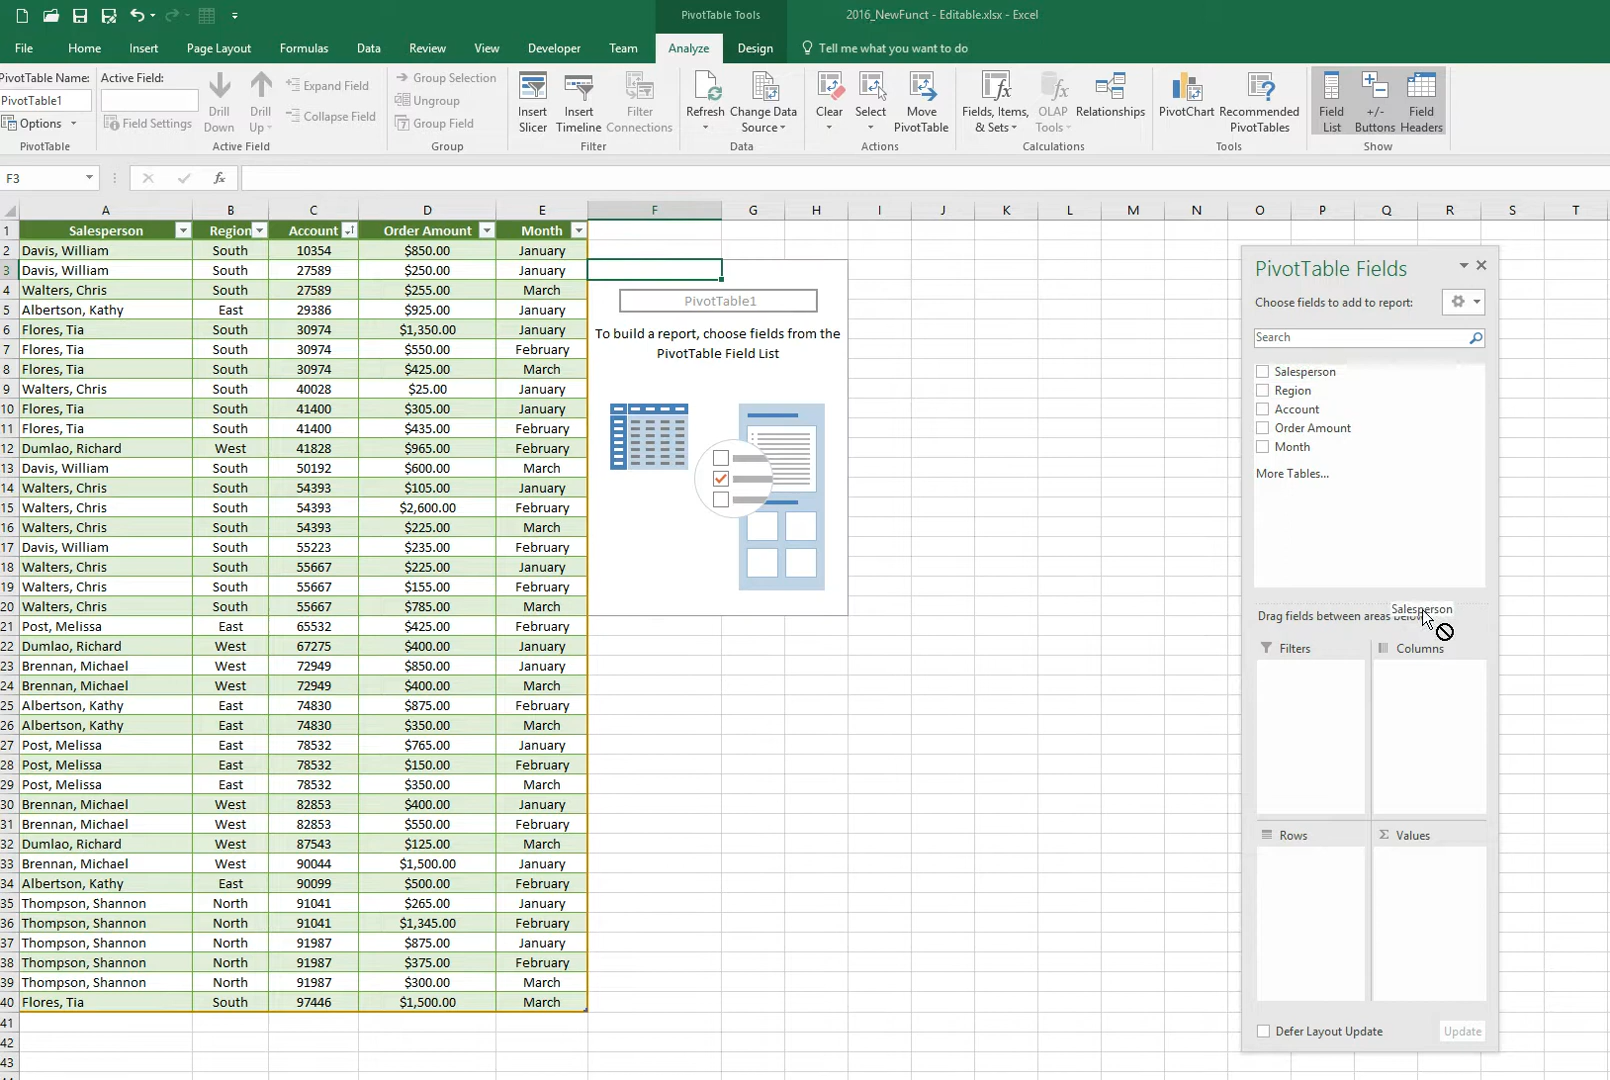 PivotTable Tools 2016_NewFunct - Editable.xlsx - Excel
File Home Insert Page Layout Formulas Data Review View Developer Team Analyze Design Tell me what you want to do
PivotTable Name:
PivotTable1
Options
PivotTable
Active Field:
Field Settings
Drill Down
Drill Up
Expand Field
Collapse Field
Active Field
Group Selection
Ungroup
Group Field
Group
Insert Slicer
Insert Timeline
Filter Connections
Filter
Refresh
Change Data Source
Data
Clear
Select
Move PivotTable
Actions
Fields, Items, & Sets
OLAP Tools
Relationships
Calculations
PivotChart
Recommended PivotTables
Tools
Field List
+/- Buttons
Field Headers
Show
F3 fx
A B C D E F G H I J K L M N O P Q R S T
1 Salesperson Region Account Order Amount Month
2 Davis, William South 10354 $850.00 January
3 Davis, William South 27589 $250.00 January
4 Walters, Chris South 27589 $255.00 March
5 Albertson, Kathy East 29386 $925.00 January
6 Flores, Tia South 30974 $1,350.00 January
7 Flores, Tia South 30974 $550.00 February
8 Flores, Tia South 30974 $425.00 March
9 Walters, Chris South 40028 $25.00 January
10 Flores, Tia South 41400 $305.00 January
11 Flores, Tia South 41400 $435.00 February
12 Dumlao, Richard West 41828 $965.00 February
13 Davis, William South 50192 $600.00 March
14 Walters, Chris South 54393 $105.00 January
15 Walters, Chris South 54393 $2,600.00 February
16 Walters, Chris South 54393 $225.00 March
17 Davis, William South 55223 $235.00 February
18 Walters, Chris South 55667 $225.00 January
19 Walters, Chris South 55667 $155.00 February
20 Walters, Chris South 55667 $785.00 March
21 Post, Melissa East 65532 $425.00 February
22 Dumlao, Richard West 67275 $400.00 January
23 Brennan, Michael West 72949 $850.00 January
24 Brennan, Michael West 72949 $400.00 March
25 Albertson, Kathy East 74830 $875.00 February
26 Albertson, Kathy East 74830 $350.00 March
27 Post, Melissa East 78532 $765.00 January
28 Post, Melissa East 78532 $150.00 February
29 Post, Melissa East 78532 $350.00 March
30 Brennan, Michael West 82853 $400.00 January
31 Brennan, Michael West 82853 $550.00 February
32 Dumlao, Richard West 87543 $125.00 March
33 Brennan, Michael West 90044 $1,500.00 January
34 Albertson, Kathy East 90099 $500.00 February
35 Thompson, Shannon North 91041 $265.00 January
36 Thompson, Shannon North 91041 $1,345.00 February
37 Thompson, Shannon North 91987 $875.00 January
38 Thompson, Shannon North 91987 $375.00 February
39 Thompson, Shannon North 91987 $300.00 March
40 Flores, Tia South 97446 $1,500.00 March
41
42
43
PivotTable1
To build a report, choose fields from the
PivotTable Field List
PivotTable Fields
Choose fields to add to report:
Search
Salesperson
Region
Account
Order Amount
Month
More Tables...
Salesperson
Drag fields between areas
Filters
Columns
Rows
Σ Values
Defer Layout Update
Update